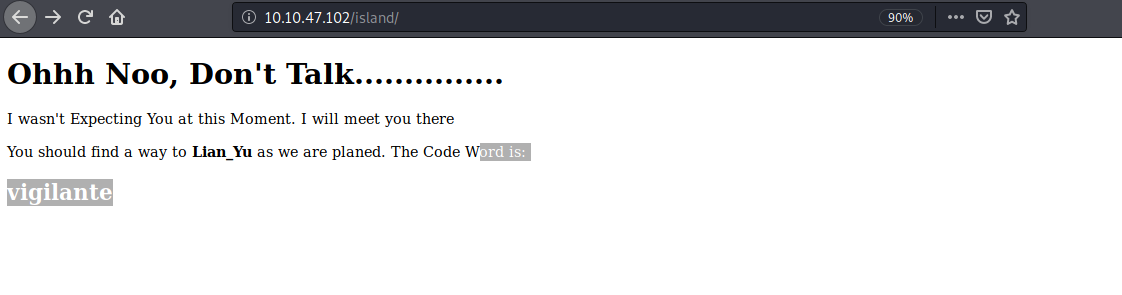 10.10.47.102/island/
90%
Ohhh Noo, Don't Talk...............
I wasn't Expecting You at this Moment. I will meet you there
You should find a way to Lian_Yu as we are planed. The Code Word is:
vigilante